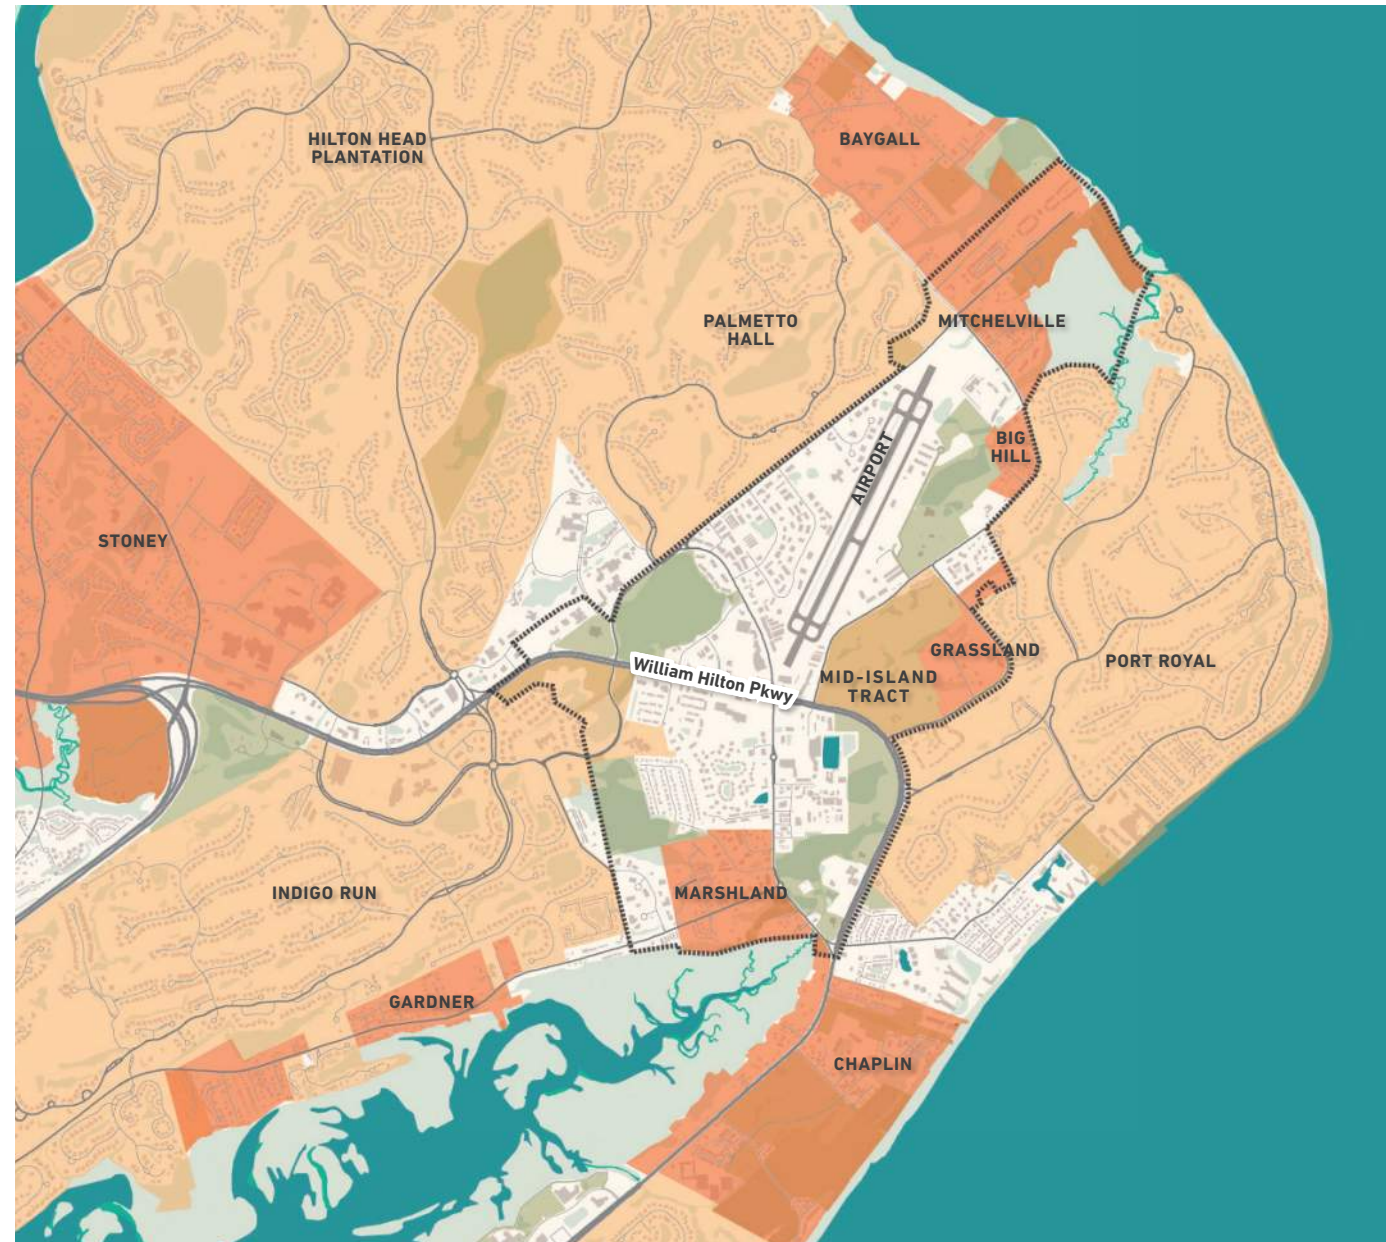 BAYGALL
HILTON HEAD
PLANTATION
PALMETTO
HALL
MITCHELVILLE
BIG
HILL
AIRPORT
STONEY
GRASSLAND
PORT ROYAL
William Hilton Pkwy
MID-ISLAND
TRACT
INDIGO RUN
MARSHLAND
GARDNER
CHAPLIN